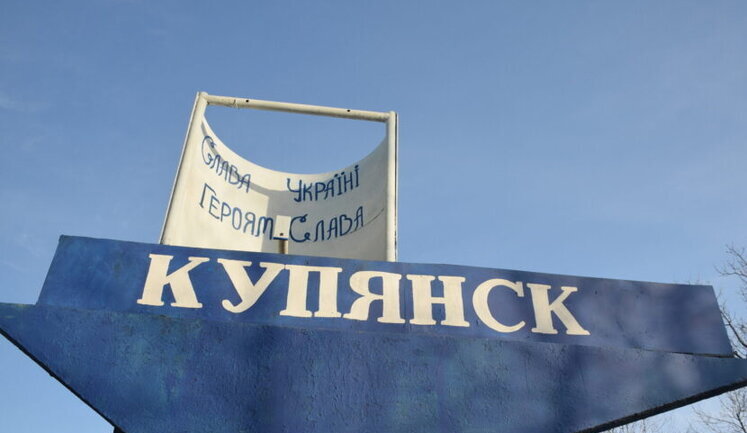 Слава Україні
Героям Слава
КУПЯНСК